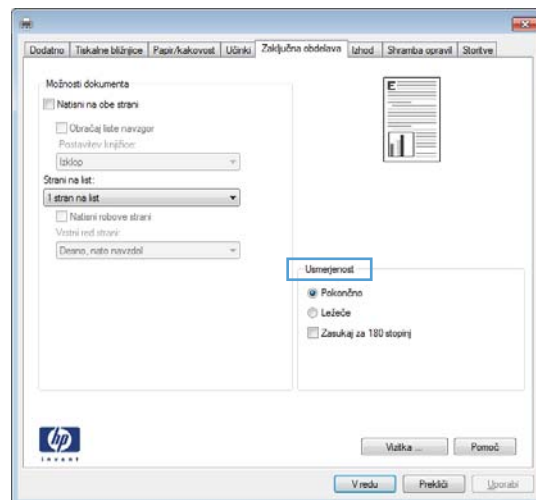 Dodatno Tiskalne bližnjice Papir/kakovost Učinki Zaključna obdelava Izhod Shramba opravil Storitve
Možnosti dokumenta
Natisni na obe strani
Obračaj liste navzgor
Postavitev knjižice:
Izklop
Strani na list:
1 stran na list
Natisni robove strani
Vrstni red strani:
Desno, nato navzdol
E
Usmerjenost
Pokončno
Ležeče
Zasukaj za 180 stopinj
hp
invent
Vizitka ... Pomoč
V redu Prekliči Uporabi